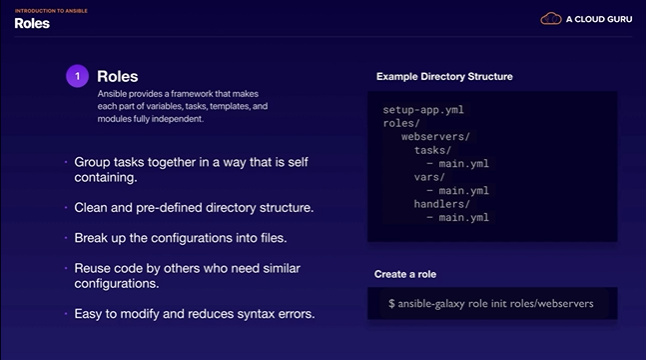 INTRODUCTION TO ANSIBLE
Roles
A CLOUD GURU
1
Roles
Ansible provides a framework that makes
each part of variables, tasks, templates, and
modules fully independent.
· Group tasks together in a way that is self
containing.
· Clean and pre-defined directory structure.
· Break up the configurations into files.
· Reuse code by others who need similar
configurations.
· Easy to modify and reduces syntax errors.
Example Directory Structure
setup-app.yml
roles/
webservers/
tasks/
– main.yml
vars/
– main.yml
handlers/
– main.yml
Create a role
$ ansible-galaxy role init roles/webservers